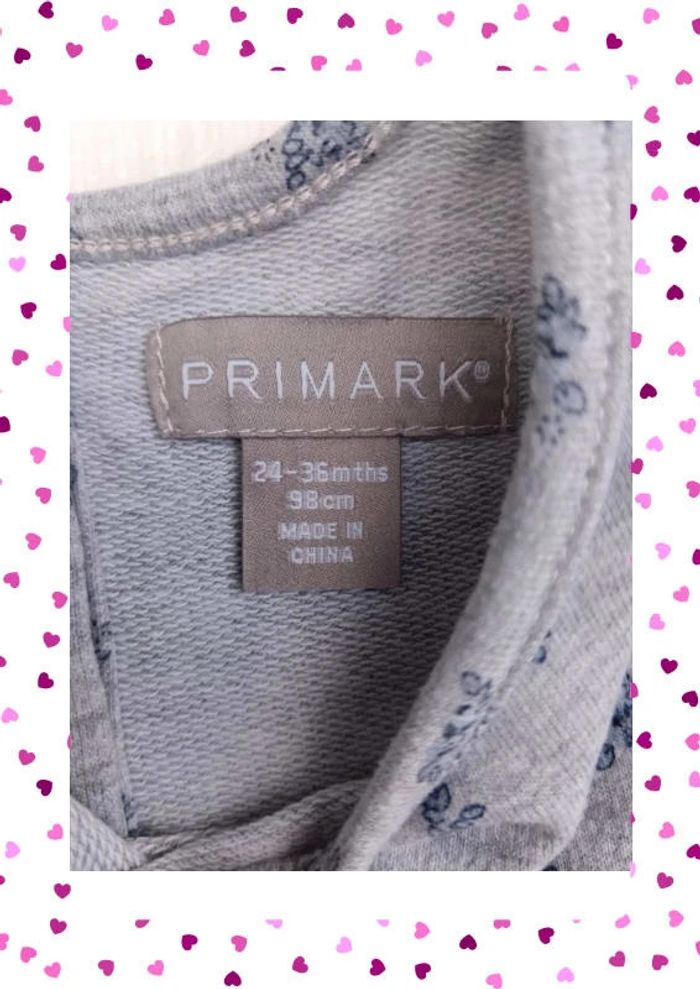 PRIMARK®
24-36mths
98cm
MADE IN
CHINA